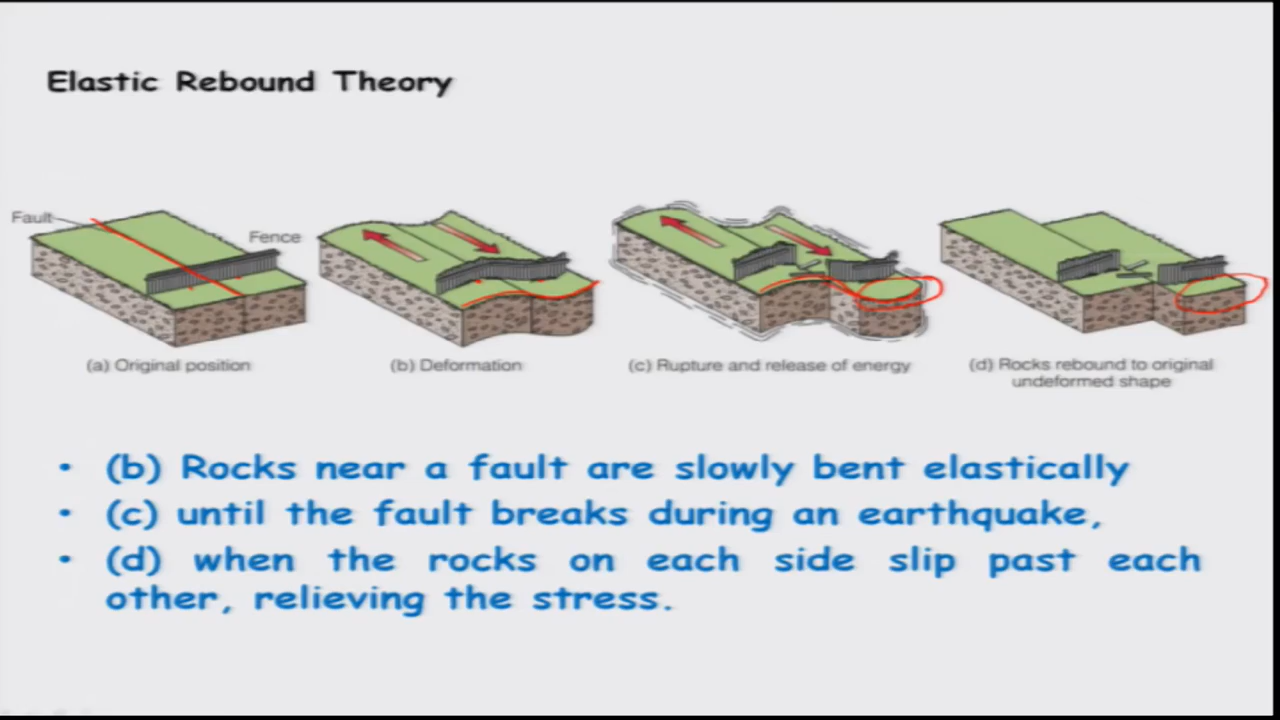 Elastic Rebound Theory
Fault
Fence
(a) Original position
(b) Deformation
(c) Rupture and release of energy
(d) Rocks rebound to original
undeformed shape
• (b) Rocks near a fault are slowly bent elastically
• (c) until the fault breaks during an earthquake,
• (d) when the rocks on each side slip past each
other, relieving the stress.